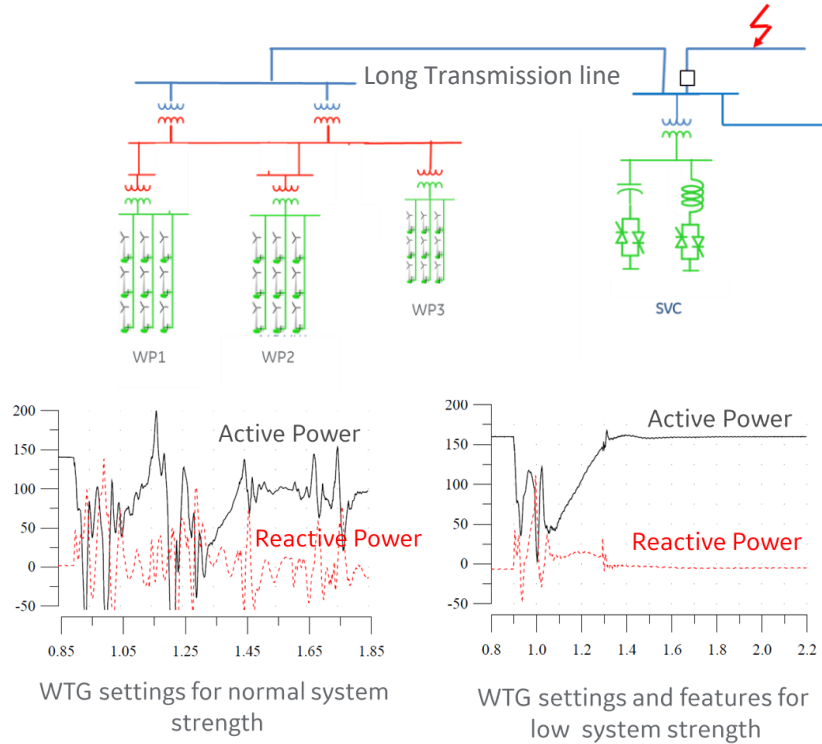 Long Transmission line
WP1
WP2
WP3
SVC
200
150
100
50
0
-50
Active Power
Reactive Power
0.85
1.05
1.25
1.45
1.65
1.85
WTG settings for normal system
strength
200
150
100
50
0
-50
Active Power
Reactive Power
0.8
1.0
1.2
1.4
1.6
1.8
2.0
2.2
WTG settings and features for
low system strength